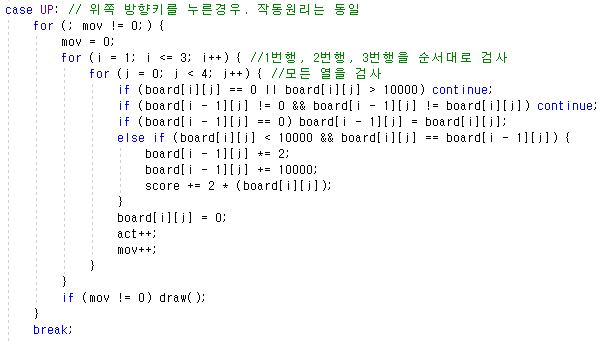 case UP: // 위쪽 방향키를 누른경우. 작동원리는 동일
for (; mov != 0;) {
mov = 0;
for (i = 1; i <= 3; i++) { //1번행, 2번행, 3번행을 순서대로 검사
for (j = 0; j < 4; j++) { //모든 열을 검사
if (board[i][j] == 0 || board[i][j] > 10000) continue;
if (board[i - 1][j] != 0 && board[i - 1][j] != board[i][j]) continue;
if (board[i - 1][j] == 0) board[i - 1][j] = board[i][j];
else if (board[i][j] < 10000 && board[i][j] == board[i - 1][j]) {
board[i - 1][j] *= 2;
board[i - 1][j] += 10000;
score += 2 * (board[i][j]);
}
board[i][j] = 0;
act++;
mov++;
}
}
if (mov != 0) draw();
}
break;